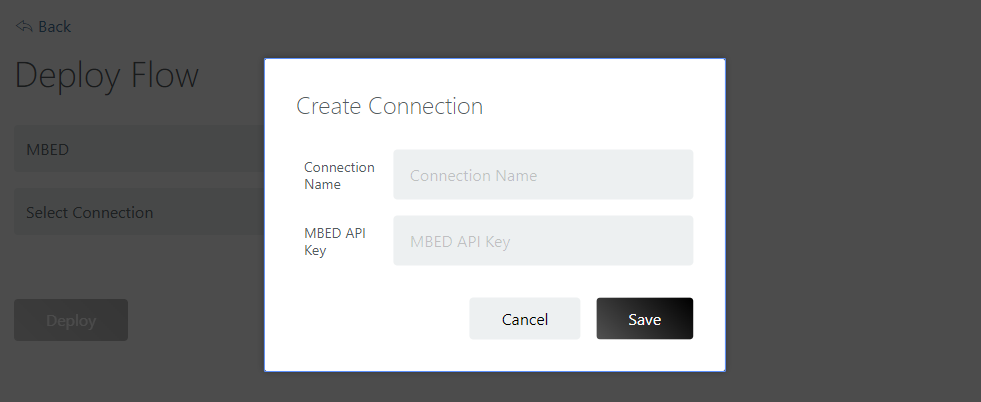 Back
Deploy Flow
MBED
Select Connection
Deploy
Create Connection
Connection
Name
Connection Name
MBED API
Key
MBED API Key
Cancel
Save